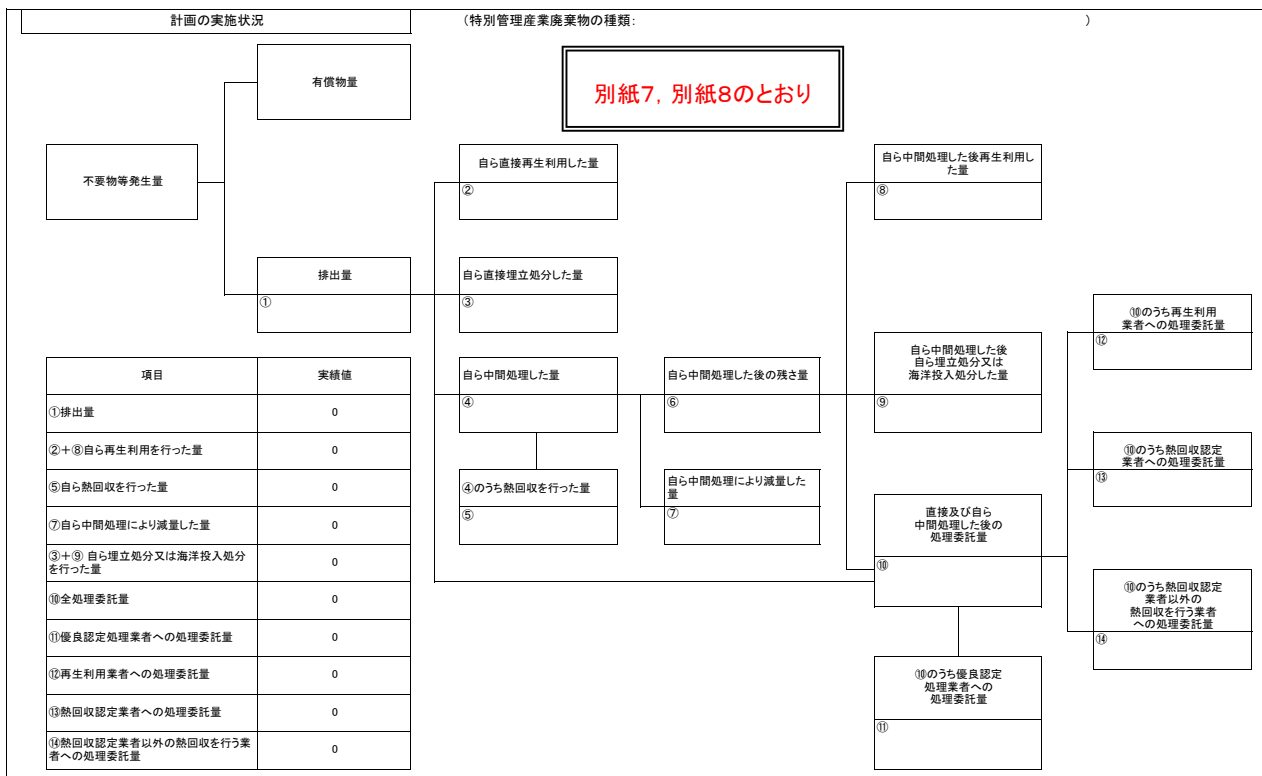 計画の実施状況
（特別管理産業廃棄物の種類:
）
有償物量
別紙7，別紙8のとおり
不要物等発生量
自ら直接再生利用した量
②
自ら中間処理した後再生利用し
た量
⑧
排出量
①
自ら直接埋立処分した量
③
⑩のうち再生利用
業者への処理委託量
⑫
自ら中間処理した量
④
自ら中間処理した後の残さ量
⑥
自ら中間処理した後
自ら埋立処分又は
海洋投入処分した量
⑨
⑩のうち熱回収認定
業者への処理委託量
⑬
④のうち熱回収を行った量
⑤
自ら中間処理により減量した
量
⑦
直接及び自ら
中間処理した後の
処理委託量
⑩
⑩のうち熱回収認定
業者以外の
熱回収を行う業者
への処理委託量
⑭
⑩のうち優良認定
処理業者への
処理委託量
⑪
項目 実績値
①排出量 0
②＋⑧自ら再生利用を行った量 0
⑤自ら熱回収を行った量 0
⑦自ら中間処理により減量した量 0
③＋⑨ 自ら埋立処分又は海洋投入処分
を行った量 0
⑩全処理委託量 0
⑪優良認定処理業者への処理委託量 0
⑫再生利用業者への処理委託量 0
⑬熱回収認定業者への処理委託量 0
⑭熱回収認定業者以外の熱回収を行う業
者への処理委託量 0